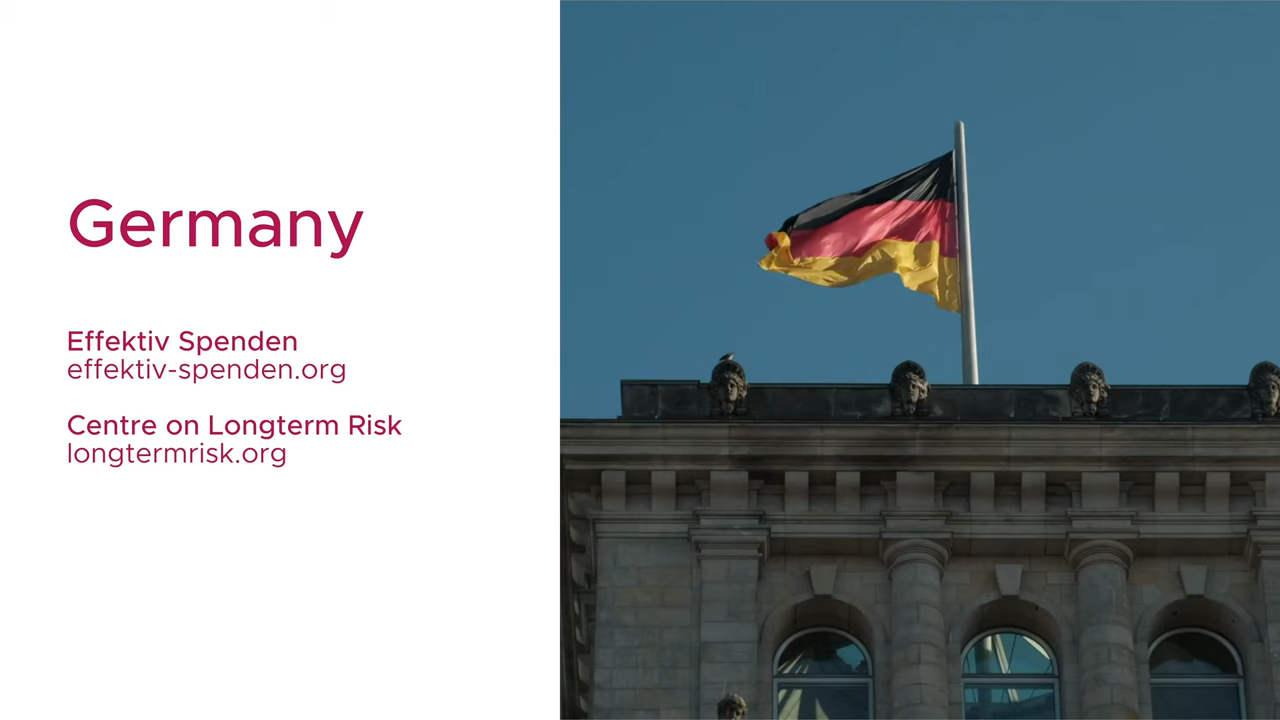 Germany
Effektiv Spenden
effektiv-spenden.org
Centre on Longterm Risk
longtermrisk.org